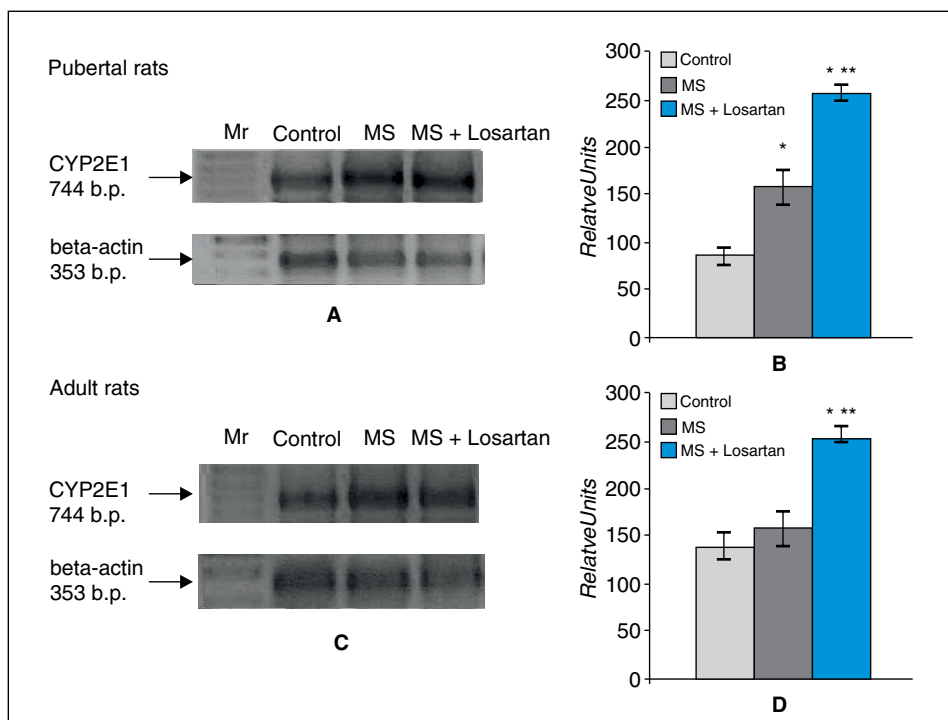 Pubertal rats
Mr Control MS MS + Losartan
CYP2E1
744 b.p.
beta-actin
353 b.p.
A
300
250
200
150
100
50
0
RelatveUnits
Control
MS
MS + Losartan
*
* **
B
Adult rats
Mr Control MS MS + Losartan
CYP2E1
744 b.p.
beta-actin
353 b.p.
C
300
250
200
150
100
50
0
RelatveUnits
Control
MS
MS + Losartan
* **
D